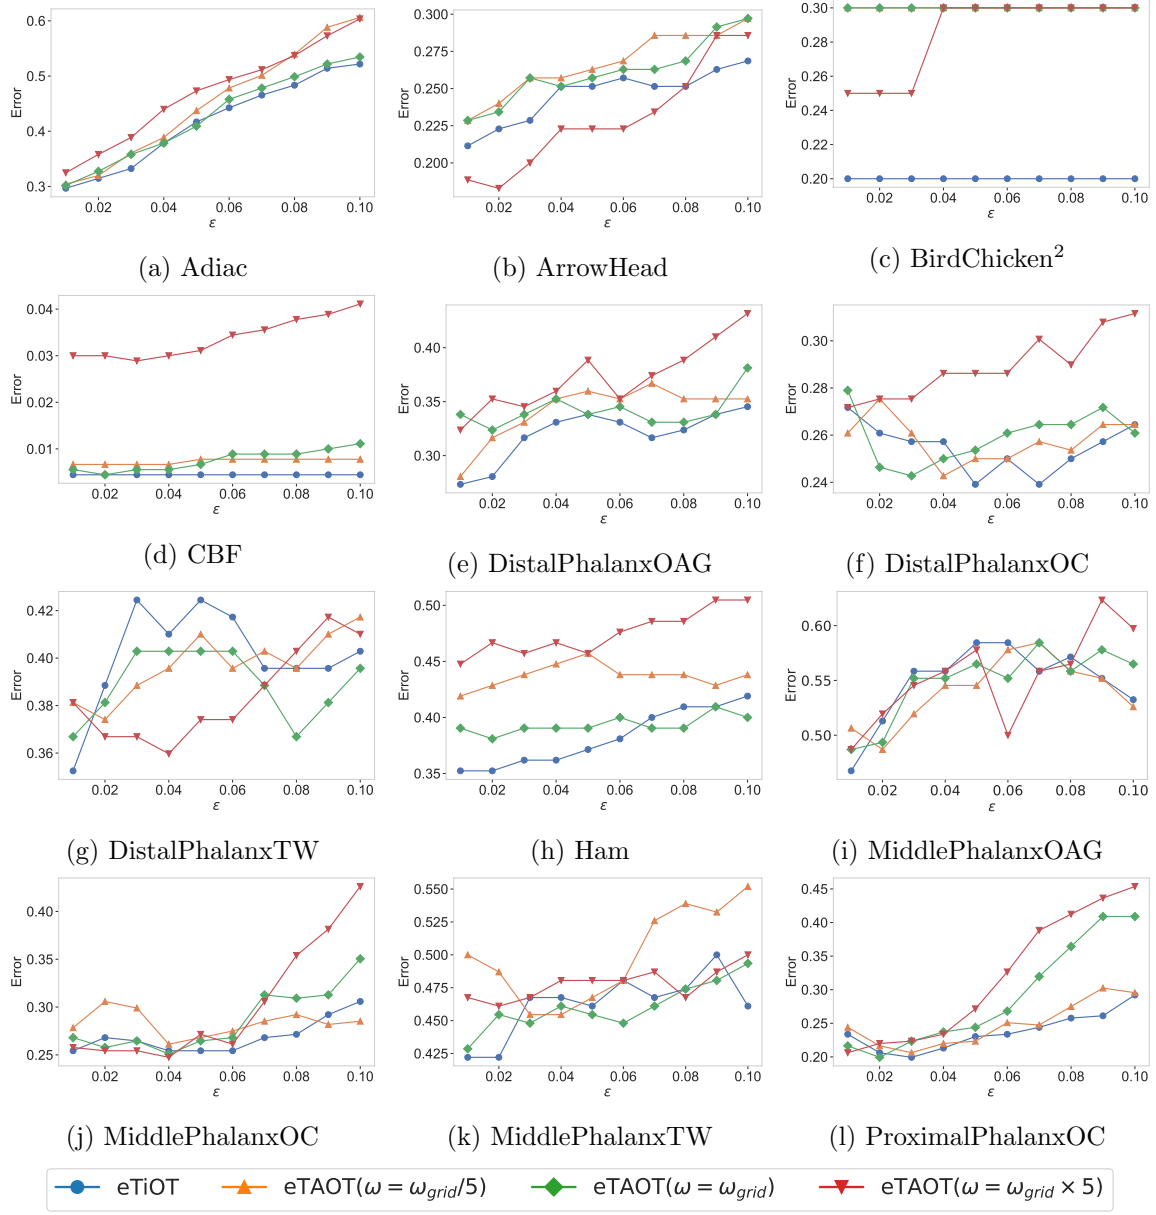 0.6
0.5
0.4
0.3
Error
0.02 0.04 0.06 0.08 0.10
ε
(a) Adiac
0.300
0.275
0.250
0.225
0.200
Error
0.02 0.04 0.06 0.08 0.10
ε
(b) ArrowHead
0.30
0.28
0.26
0.24
0.22
0.20
Error
0.02 0.04 0.06 0.08 0.10
ε
(c) BirdChicken²
0.04
0.03
0.02
0.01
Error
0.02 0.04 0.06 0.08 0.10
ε
(d) CBF
0.40
0.35
0.30
Error
0.02 0.04 0.06 0.08 0.10
ε
(e) DistalPhalanxOAG
0.30
0.28
0.26
0.24
Error
0.02 0.04 0.06 0.08 0.10
ε
(f) DistalPhalanxOC
0.42
0.40
0.38
0.36
Error
0.02 0.04 0.06 0.08 0.10
ε
(g) DistalPhalanxTW
0.50
0.45
0.40
0.35
Error
0.02 0.04 0.06 0.08 0.10
ε
(h) Ham
0.60
0.55
0.50
Error
0.02 0.04 0.06 0.08 0.10
ε
(i) MiddlePhalanxOAG
0.40
0.35
0.30
0.25
Error
0.02 0.04 0.06 0.08 0.10
ε
(j) MiddlePhalanxOC
0.550
0.525
0.500
0.475
0.450
0.425
Error
0.02 0.04 0.06 0.08 0.10
ε
(k) MiddlePhalanxTW
0.45
0.40
0.35
0.30
0.25
0.20
Error
0.02 0.04 0.06 0.08 0.10
ε
(l) ProximalPhalanxOC
eTiOT eTAOT(ω = ω_grid/5) eTAOT(ω = ω_grid) eTAOT(ω = ω_grid × 5)